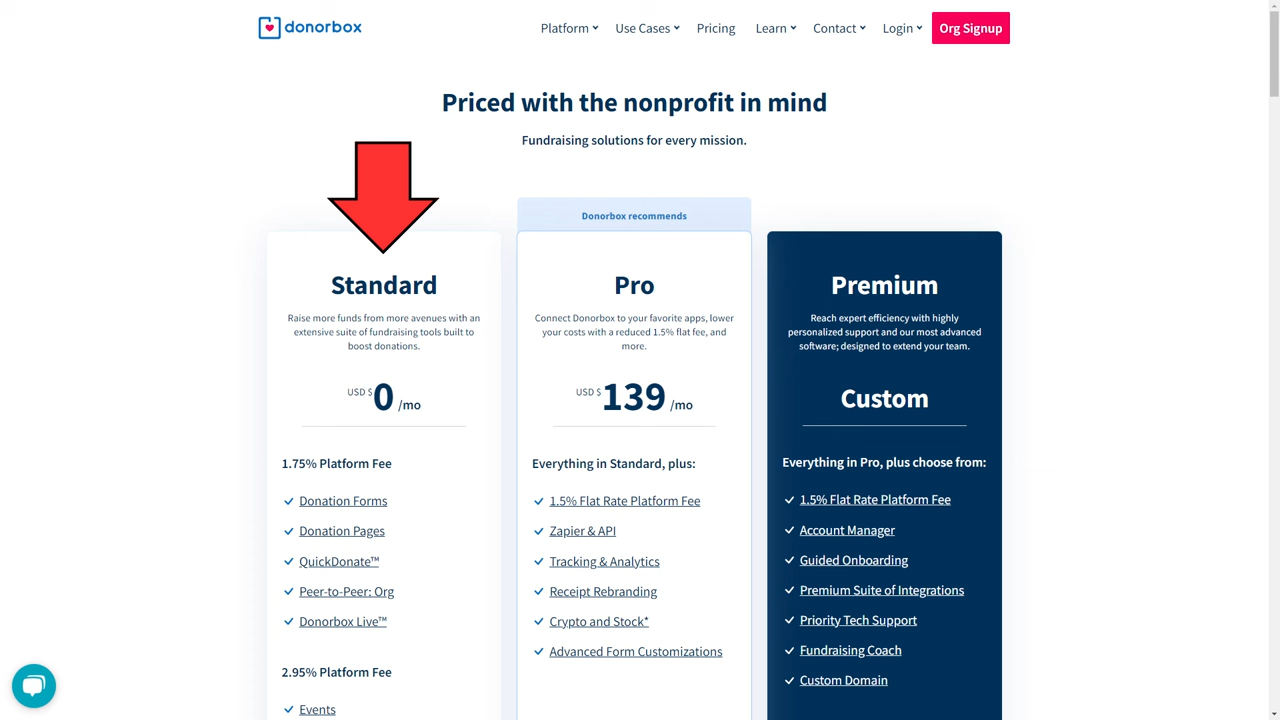 donorbox
Platform
Use Cases
Pricing
Learn
Contact
Login
Org Signup
Priced with the nonprofit in mind
Fundraising solutions for every mission.
Donorbox recommends
Standard
Raise more funds from more avenues with an
extensive suite of fundraising tools built to
boost donations.
USD $ 0 /mo
1.75% Platform Fee
Donation Forms
Donation Pages
QuickDonate™
Peer-to-Peer: Org
Donorbox Live™
2.95% Platform Fee
Events
Pro
Connect Donorbox to your favorite apps, lower
your costs with a reduced 1.5% flat fee, and
more.
USD $ 139 /mo
Everything in Standard, plus:
1.5% Flat Rate Platform Fee
Zapier & API
Tracking & Analytics
Receipt Rebranding
Crypto and Stock*
Advanced Form Customizations
Premium
Reach expert efficiency with highly
personalized support and our most advanced
software; designed to extend your team.
Custom
Everything in Pro, plus choose from:
1.5% Flat Rate Platform Fee
Account Manager
Guided Onboarding
Premium Suite of Integrations
Priority Tech Support
Fundraising Coach
Custom Domain